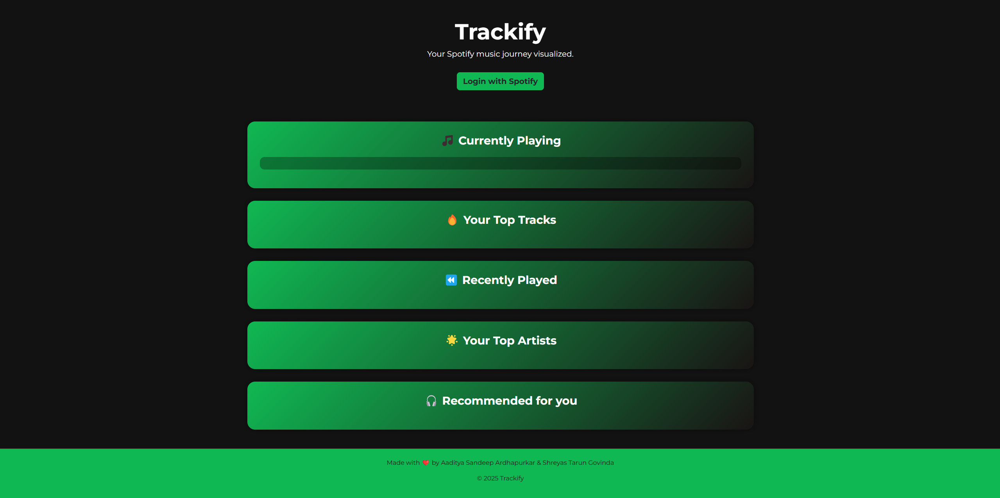 Trackify
Your Spotify music journey visualized.
Login with Spotify
🎵 Currently Playing
🔥 Your Top Tracks
⏪ Recently Played
🌟 Your Top Artists
🎧 Recommended for you
Made with ❤️ by Aaditya Sandeep Ardhapurkar & Shreyas Tarun Govinda
© 2025 Trackify